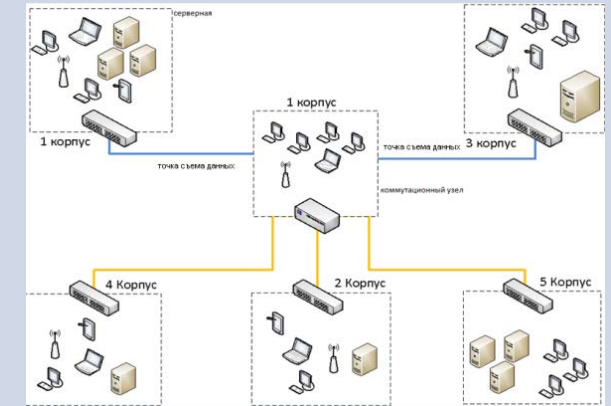 серверная
1 корпус
1 корпус
точка съема данных
точка съема данных
3 корпус
коммутационный узел
4 Корпус
2 Корпус
5 Корпус